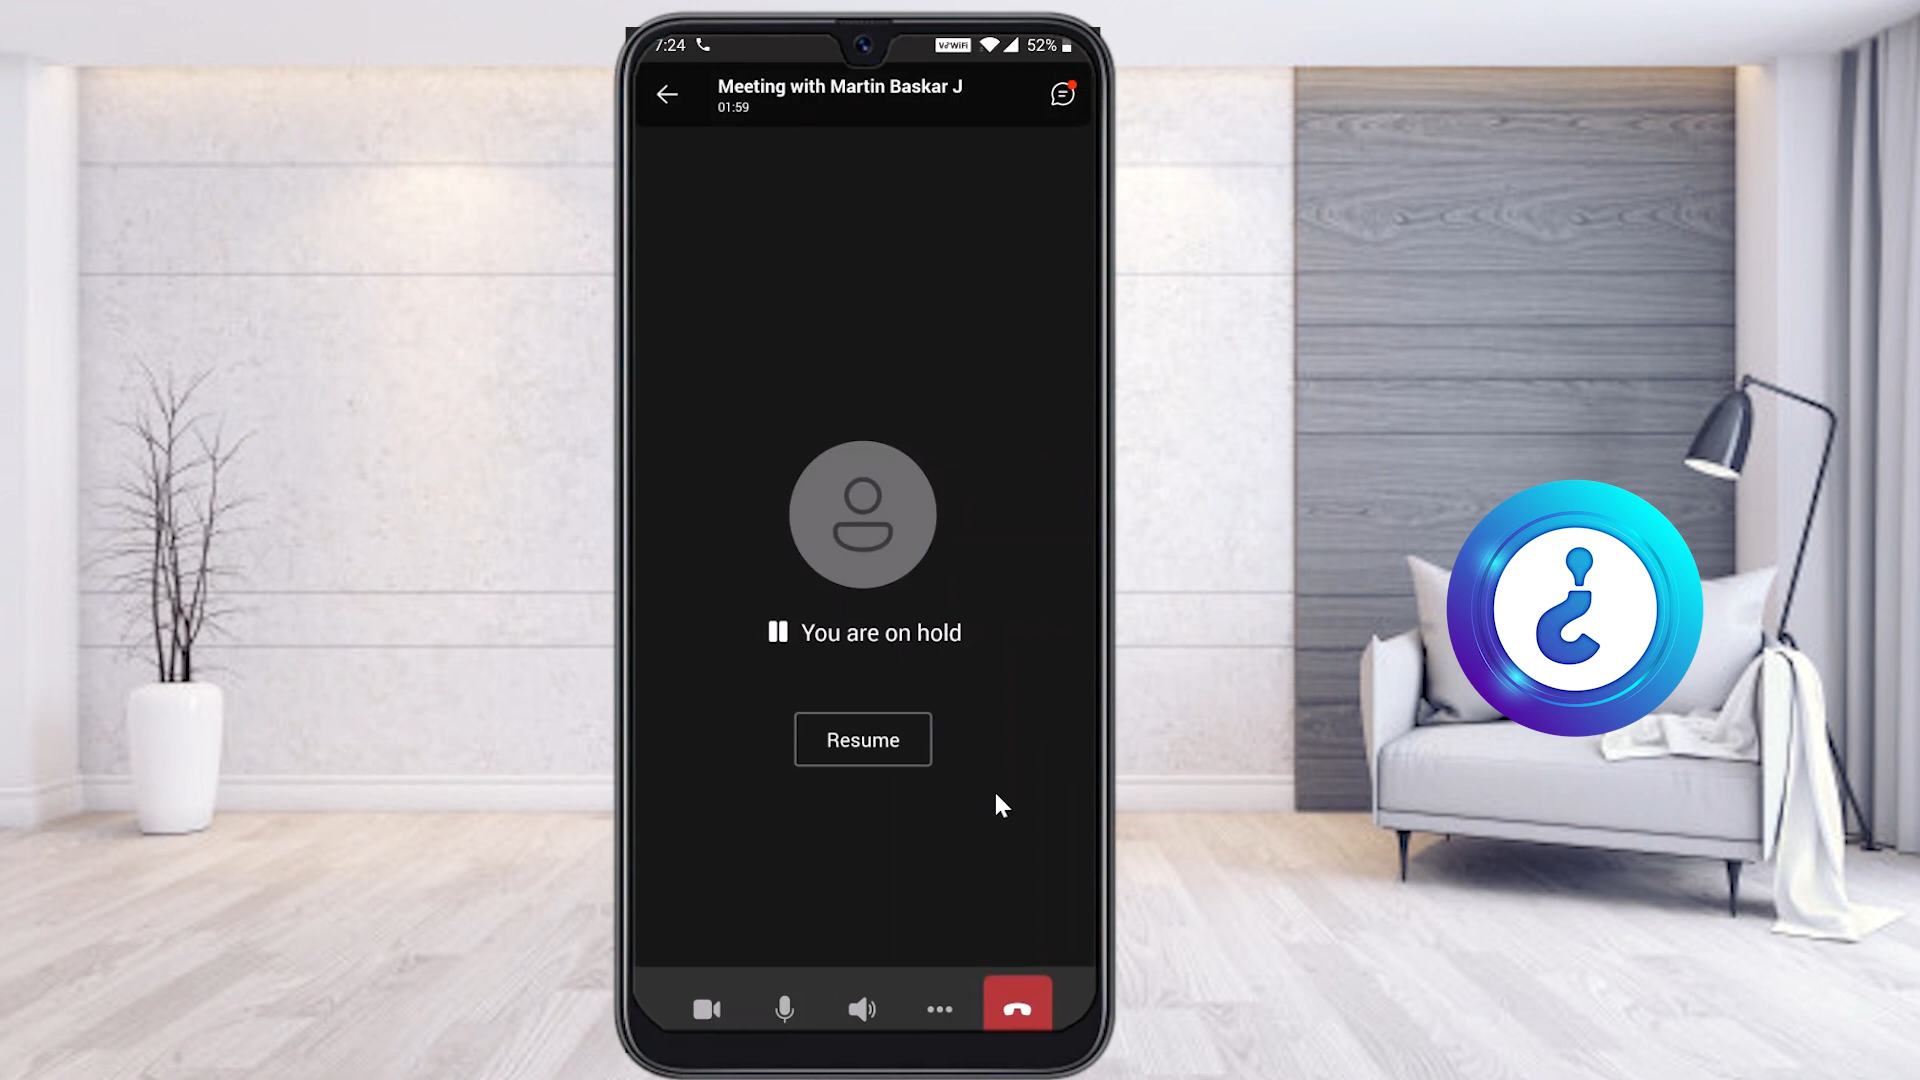 7:24
VoWiFi 52%
Meeting with Martin Baskar J
01:59
You are on hold
Resume